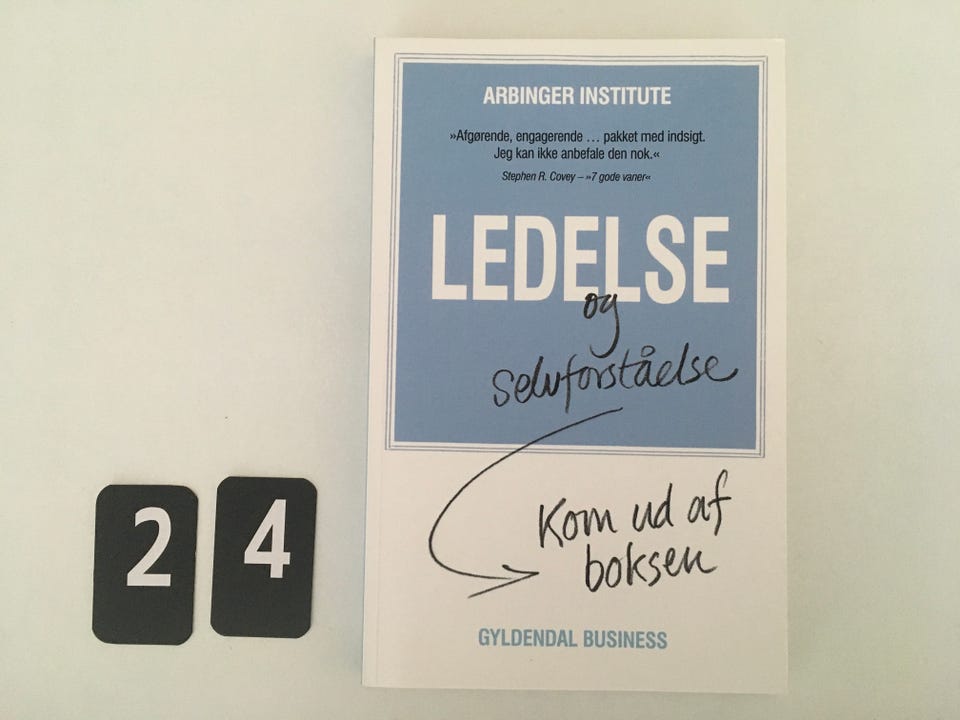 ARBINGER INSTITUTE
»Afgørende, engagerende ... pakket med indsigt.
Jeg kan ikke anbefale den nok.«
Stephen R. Covey – »7 gode vaner«
LEDELSE
og
selvforståelse
Kom ud af
boksen
GYLDENDAL BUSINESS
2 4